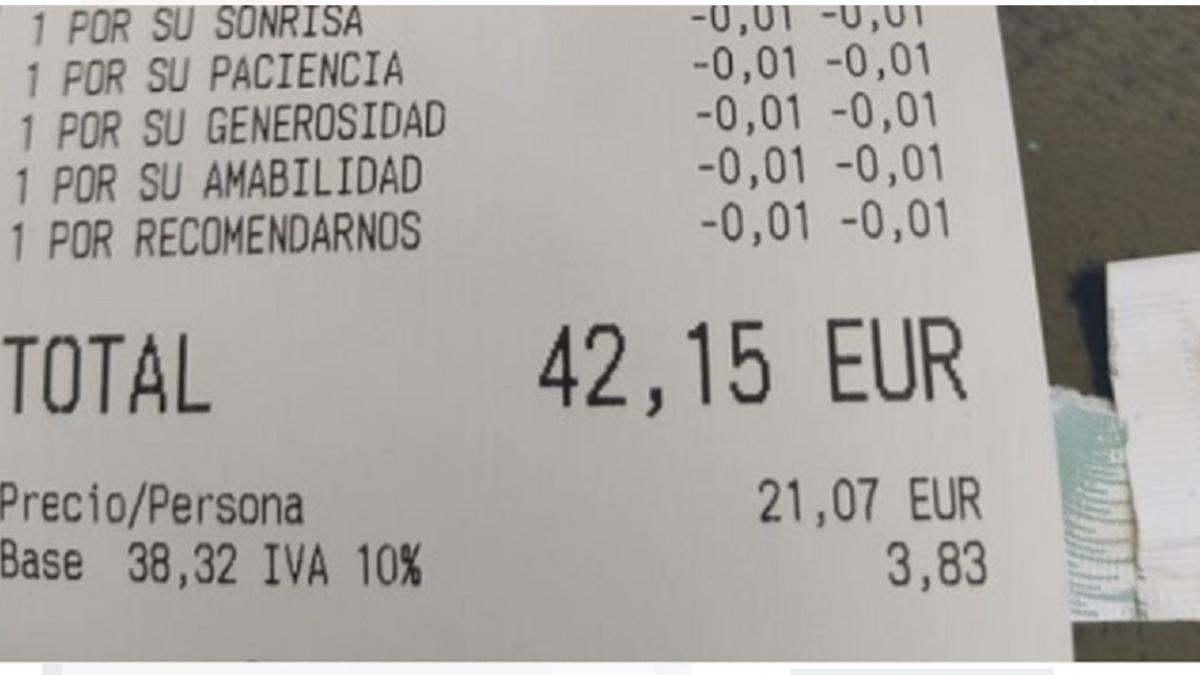 1 POR SU SONRISA -0,01 -0,01
1 POR SU PACIENCIA -0,01 -0,01
1 POR SU GENEROSIDAD -0,01 -0,01
1 POR SU AMABILIDAD -0,01 -0,01
1 POR RECOMENDARNOS -0,01 -0,01
TOTAL 42,15 EUR
Precio/Persona 21,07 EUR
Base 38,32 IVA 10% 3,83